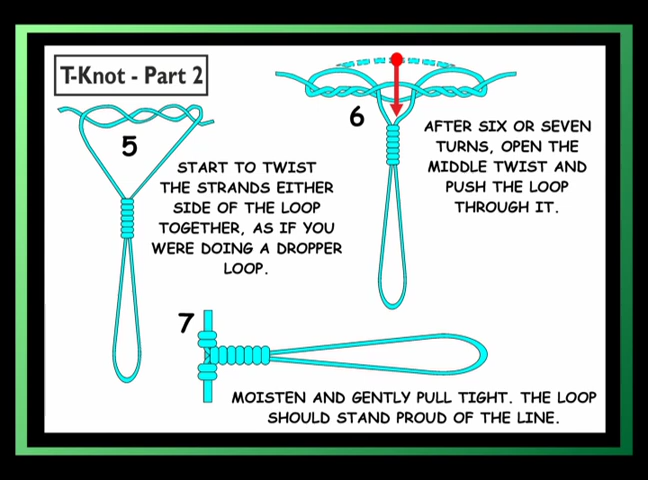 T-Knot - Part 2
5
START TO TWIST
THE STRANDS EITHER
SIDE OF THE LOOP
TOGETHER, AS IF YOU
WERE DOING A DROPPER
LOOP.
6
AFTER SIX OR SEVEN
TURNS, OPEN THE
MIDDLE TWIST AND
PUSH THE LOOP
THROUGH IT.
7
MOISTEN AND GENTLY PULL TIGHT. THE LOOP
SHOULD STAND PROUD OF THE LINE.